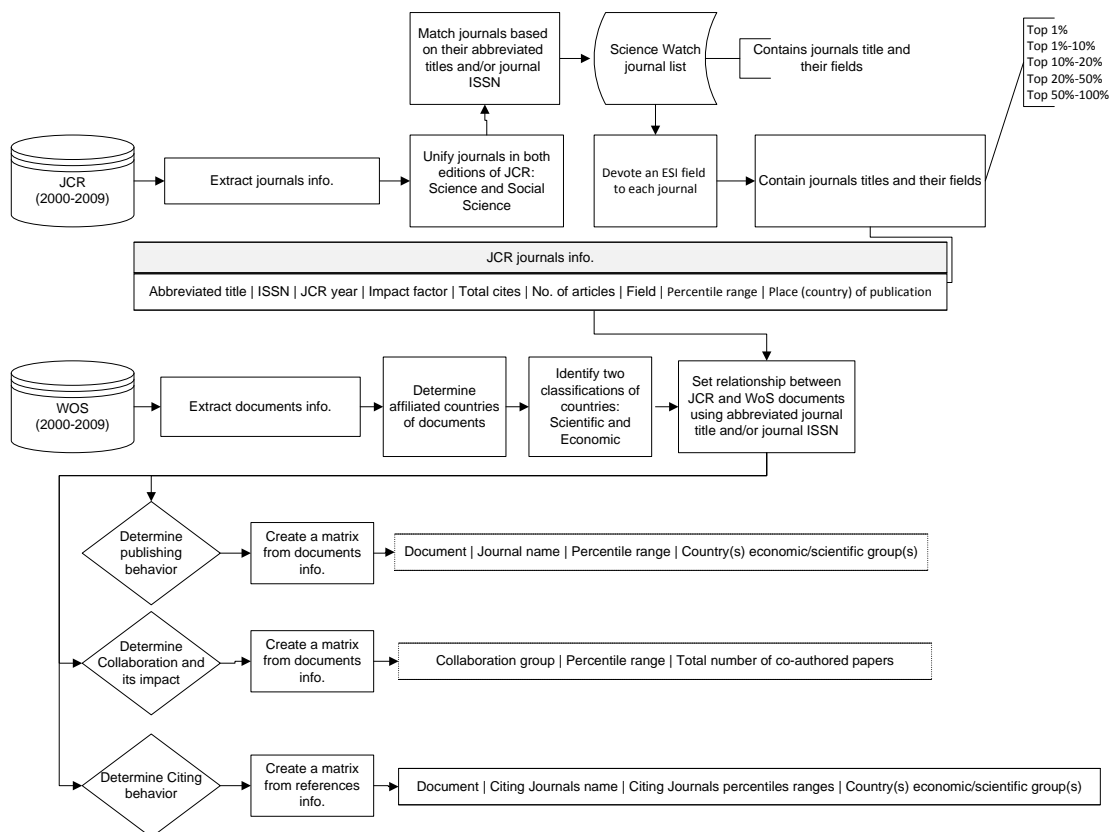 Match journals based
on their abbreviated
titles and/or journal
ISSN
Science Watch
journal list
Contains journals title and
their fields
Top 1%
Top 1%-10%
Top 10%-20%
Top 20%-50%
Top 50%-100%
JCR
(2000-2009)
Extract journals info.
Unify journals in both
editions of JCR:
Science and Social
Science
Devote an ESI field
to each journal
Contain journals titles and their fields
JCR journals info.
Abbreviated title | ISSN | JCR year | Impact factor | Total cites | No. of articles | Field | Percentile range | Place (country) of publication
WOS
(2000-2009)
Extract documents info.
Determine
affiliated countries
of documents
Identify two
classifications of
countries:
Scientific and
Economic
Set relationship between
JCR and WoS documents
using abbreviated journal
title and/or journal ISSN
Determine
publishing
behavior
Create a matrix
from documents
info.
Document | Journal name | Percentile range | Country(s) economic/scientific group(s)
Determine
Collaboration and
its impact
Create a matrix
from documents
info.
Collaboration group | Percentile range | Total number of co-authored papers
Determine Citing
behavior
Create a matrix
from references
info.
Document | Citing Journals name | Citing Journals percentiles ranges | Country(s) economic/scientific group(s)